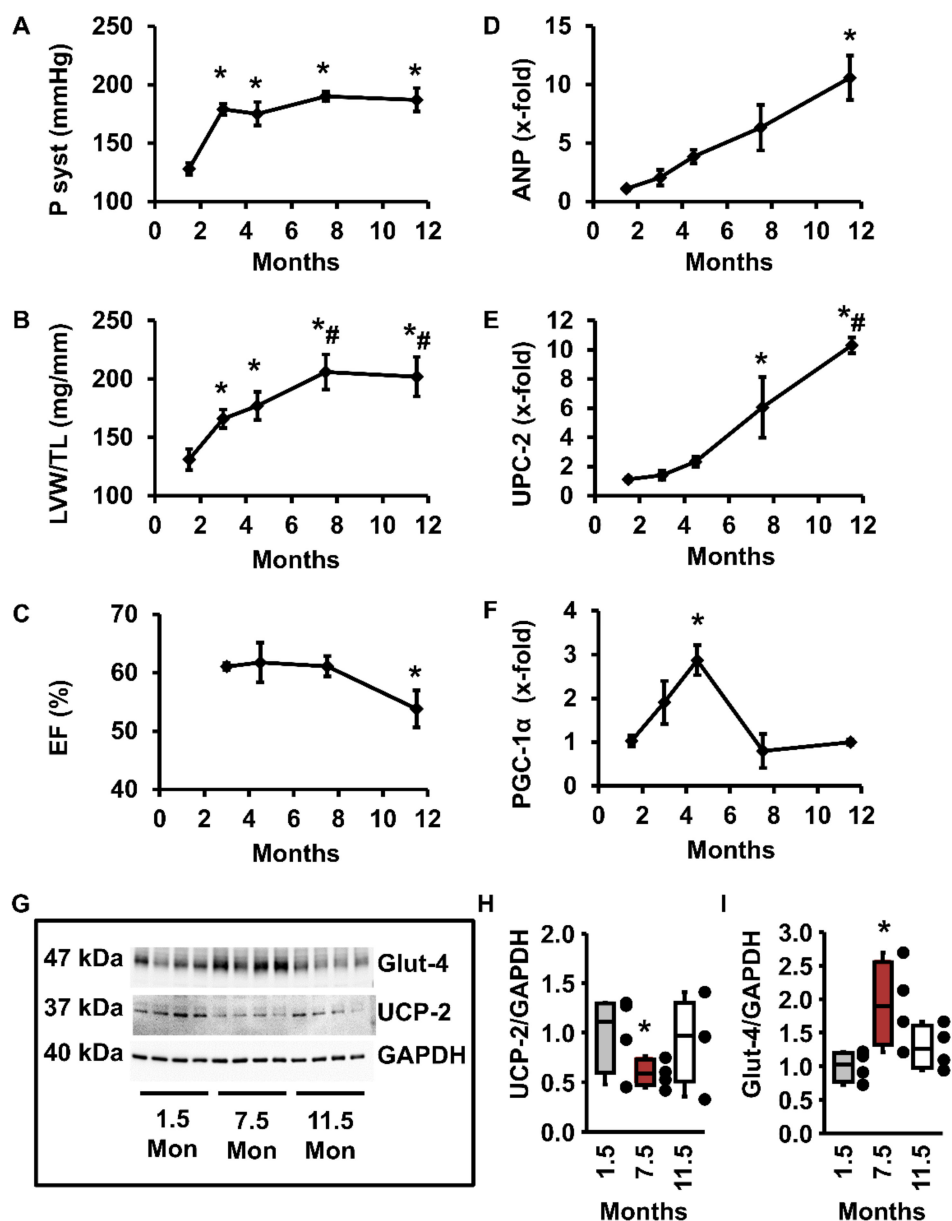 A
P syst (mmHg)
250
200
150
100
* * * *
0 2 4 6 8 10 12
Months
D
ANP (x-fold)
15
10
5
0
*
0 2 4 6 8 10 12
Months
B
LVW/TL (mg/mm)
250
200
150
100
* * *# *#
0 2 4 6 8 10 12
Months
E
UPC-2 (x-fold)
12
10
8
6
4
2
0
* *#
0 2 4 6 8 10 12
Months
C
EF (%)
70
60
50
40
*
0 2 4 6 8 10 12
Months
F
PGC-1α (x-fold)
4
3
2
1
0
*
0 2 4 6 8 10 12
Months
G
47 kDa Glut-4
37 kDa UCP-2
40 kDa GAPDH
1.5 7.5 11.5
Mon Mon Mon
H
UCP-2/GAPDH
2.0
1.5
1.0
0.5
0.0
*
1.5 7.5 11.5
Months
I
Glut-4/GAPDH
3.0
2.5
2.0
1.5
1.0
0.5
0.0
*
1.5 7.5 11.5
Months